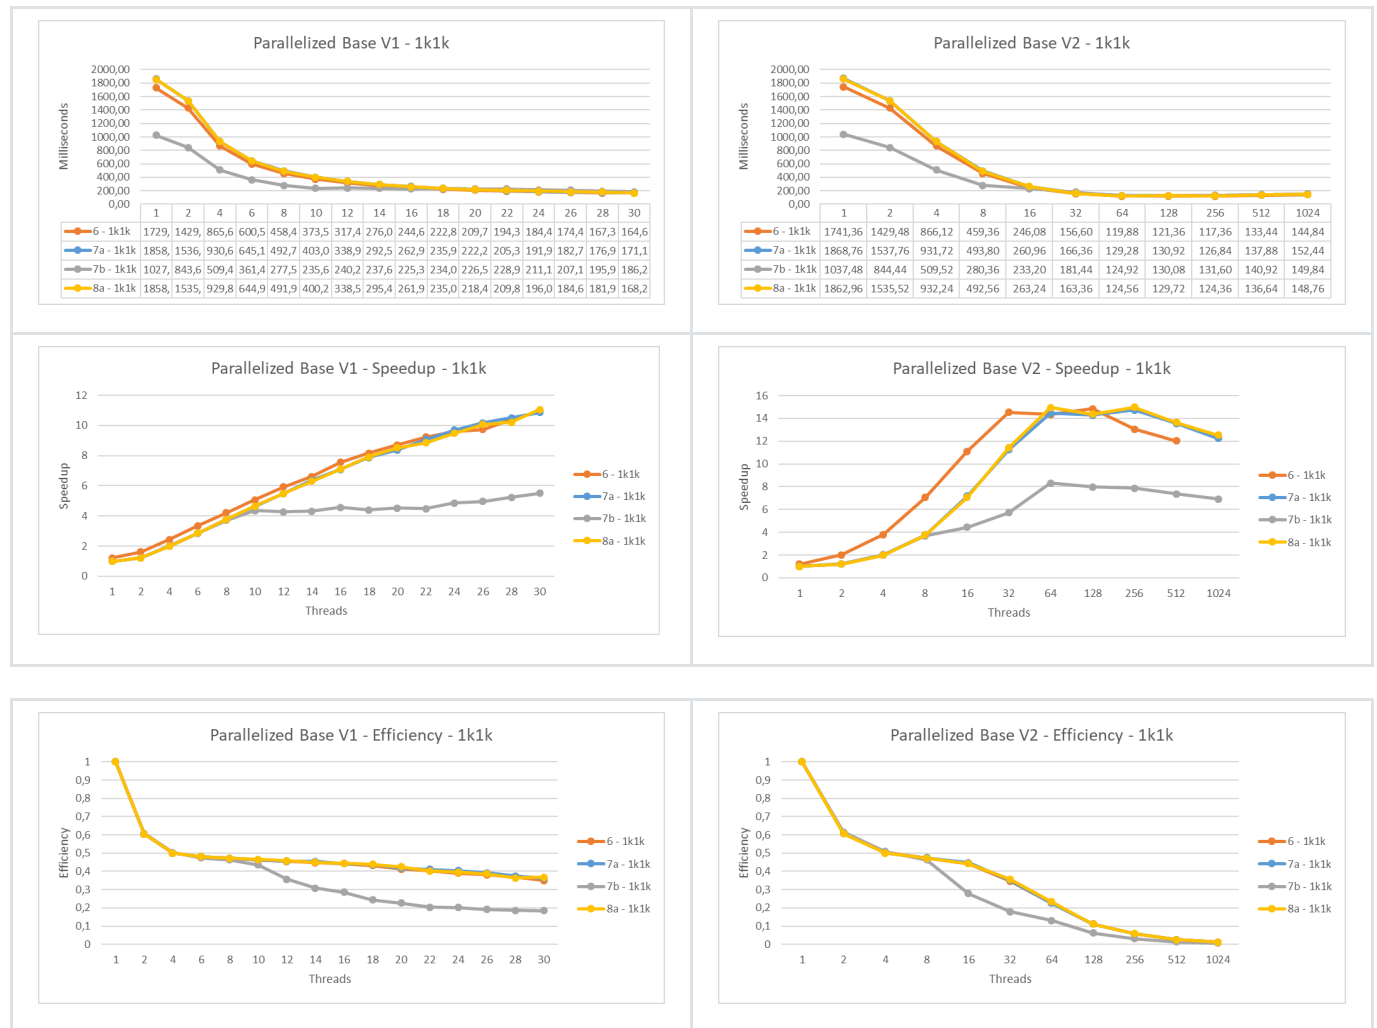 Parallelized Base V1 - 1k1k
Milliseconds
2000,00
1800,00
1600,00
1400,00
1200,00
1000,00
800,00
600,00
400,00
200,00
0,00
1 2 4 6 8 10 12 14 16 18 20 22 24 26 28 30
6 - 1k1k 1729, 1429, 865,6 600,5 458,4 373,5 317,4 276,0 244,6 222,8 209,7 194,3 184,4 174,4 167,3 164,6
7a - 1k1k 1858, 1536, 930,6 645,1 492,7 403,0 338,9 292,5 262,9 235,9 222,2 205,3 191,9 182,7 176,9 171,1
7b - 1k1k 1027, 843,6 509,4 361,4 277,5 235,6 240,2 237,6 225,3 234,0 226,5 228,9 211,1 207,1 195,9 186,2
8a - 1k1k 1858, 1535, 929,8 644,9 491,9 400,2 338,5 295,4 261,9 235,0 218,4 209,8 196,0 184,6 181,9 168,2
Parallelized Base V2 - 1k1k
Milliseconds
2000,00
1800,00
1600,00
1400,00
1200,00
1000,00
800,00
600,00
400,00
200,00
0,00
1 2 4 8 16 32 64 128 256 512 1024
6 - 1k1k 1741,36 1429,48 866,12 459,36 246,08 156,60 119,88 121,36 117,36 133,44 144,84
7a - 1k1k 1868,76 1537,76 931,72 493,80 260,96 166,36 129,28 130,92 126,84 137,88 152,44
7b - 1k1k 1037,48 844,44 509,52 280,36 233,20 181,44 124,92 130,08 131,60 140,92 149,84
8a - 1k1k 1862,96 1535,52 932,24 492,56 263,24 163,36 124,56 129,72 124,36 136,64 148,76
Parallelized Base V1 - Speedup - 1k1k
Speedup
12
10
8
6
4
2
0
1 2 4 6 8 10 12 14 16 18 20 22 24 26 28 30
Threads
6 - 1k1k
7a - 1k1k
7b - 1k1k
8a - 1k1k
Parallelized Base V2 - Speedup - 1k1k
Speedup
16
14
12
10
8
6
4
2
0
1 2 4 8 16 32 64 128 256 512 1024
Threads
6 - 1k1k
7a - 1k1k
7b - 1k1k
8a - 1k1k
Parallelized Base V1 - Efficiency - 1k1k
Efficiency
1
0,9
0,8
0,7
0,6
0,5
0,4
0,3
0,2
0,1
0
1 2 4 6 8 10 12 14 16 18 20 22 24 26 28 30
Threads
6 - 1k1k
7a - 1k1k
7b - 1k1k
8a - 1k1k
Parallelized Base V2 - Efficiency - 1k1k
Efficiency
1
0,9
0,8
0,7
0,6
0,5
0,4
0,3
0,2
0,1
0
1 2 4 8 16 32 64 128 256 512 1024
Threads
6 - 1k1k
7a - 1k1k
7b - 1k1k
8a - 1k1k